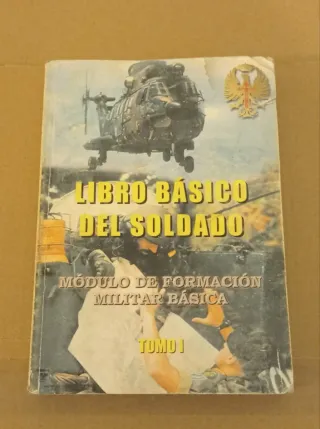 LIBRO BÁSICO
DEL SOLDADO
MÓDULO DE FORMACIÓN
MILITAR BÁSICA
TOMO I